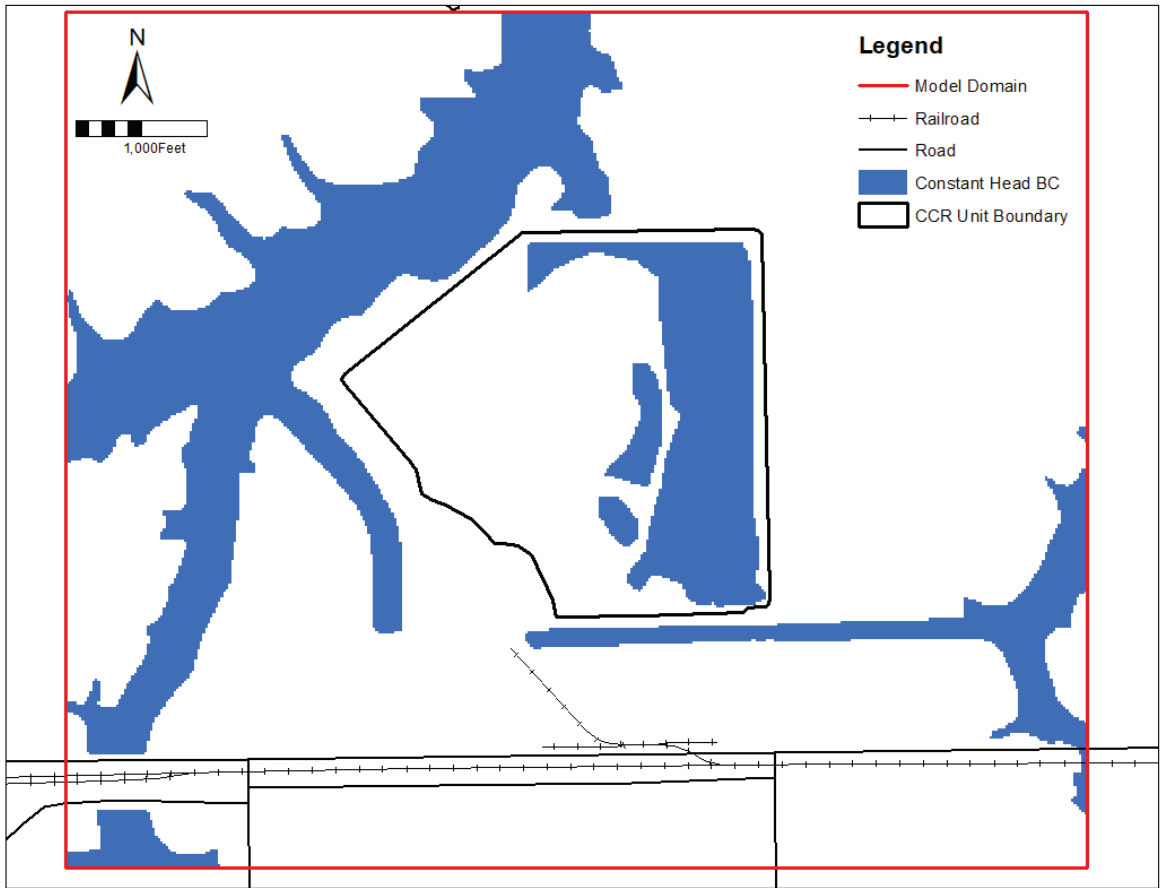 N
1,000Feet
Legend
Model Domain
Railroad
Road
Constant Head BC
CCR Unit Boundary